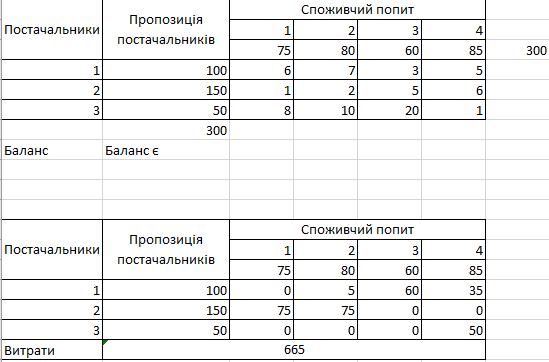 Постачальники Пропозиція постачальників Споживчий попит
1 2 3 4
75 80 60 85 300
1 100 6 7 3 5
2 150 1 2 5 6
3 50 8 10 20 1
300
Баланс Баланс є
Постачальники Пропозиція постачальників Споживчий попит
1 2 3 4
75 80 60 85
1 100 0 5 60 35
2 150 75 75 0 0
3 50 0 0 0 50
Витрати 665